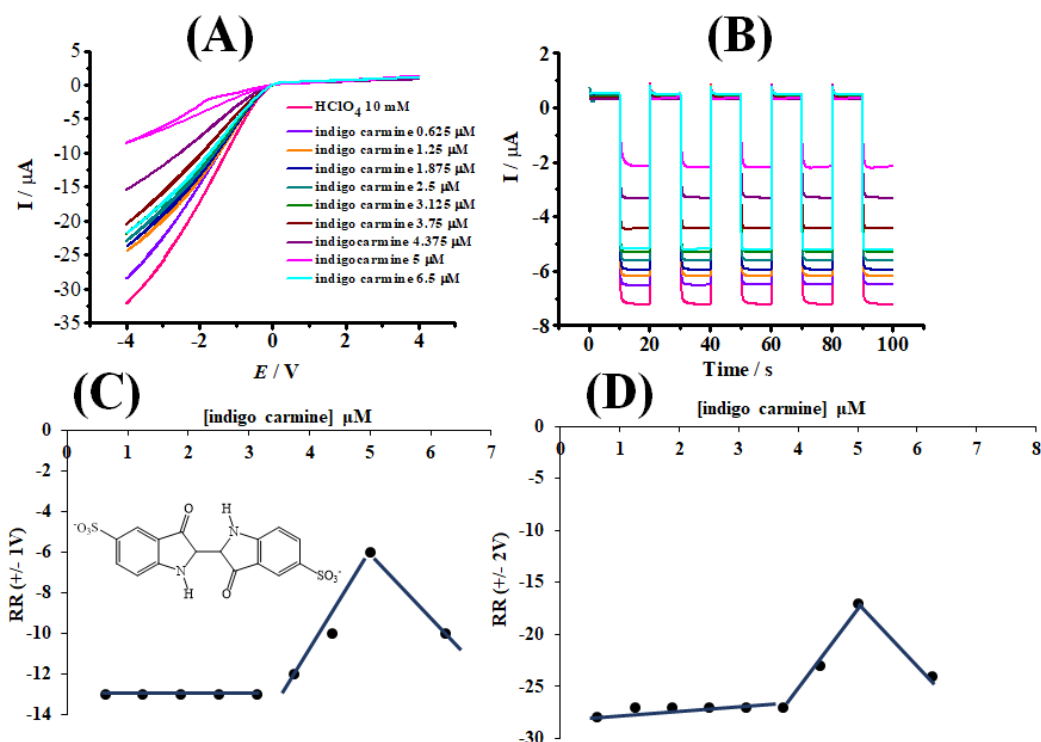 (A)
5
0
-5
-10
-15
-20
-25
-30
-35
I / µA
-4 -2 0 2 4
E / V
HClO4 10 mM
indigo carmine 0.625 µM
indigo carmine 1.25 µM
indigo carmine 1.875 µM
indigo carmine 2.5 µM
indigo carmine 3.125 µM
indigo carmine 3.75 µM
indigocarmine 4.375 µM
indigocarmine 5 µM
indigo carmine 6.5 µM
(B)
2
0
-2
-4
-6
-8
I / µA
0 20 40 60 80 100
Time / s
(C)
[indigo carmine] µM
0 1 2 3 4 5 6 7
0
-2
-4
-6
-8
-10
-12
-14
RR (+/- 1V)
-O3S
O
H
N
N
H
O
SO3-
(D)
[indigo carmine] µM
0 1 2 3 4 5 6 7 8
0
-5
-10
-15
-20
-25
-30
RR (+/- 2V)